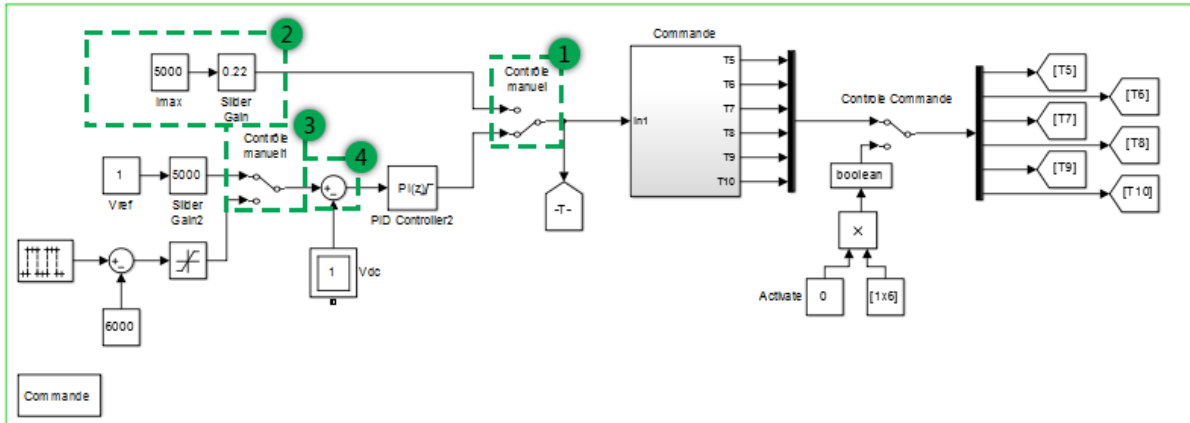 2
1
Commande
5000
0.22
Imax
Slider
Gain
Contrôle
manuel
T5
T6
T7
T8
T9
T10
In1
Controle Commande
[T5]
[T6]
[T7]
[T8]
[T9]
[T10]
3
4
Contrôle
manuel1
1
5000
Vref
Slider
Gain2
+
−
PI(z)
PID Controller2
-T-
boolean
×
1
Vdc
+
−
6000
Activate
0
[1x6]
Commande